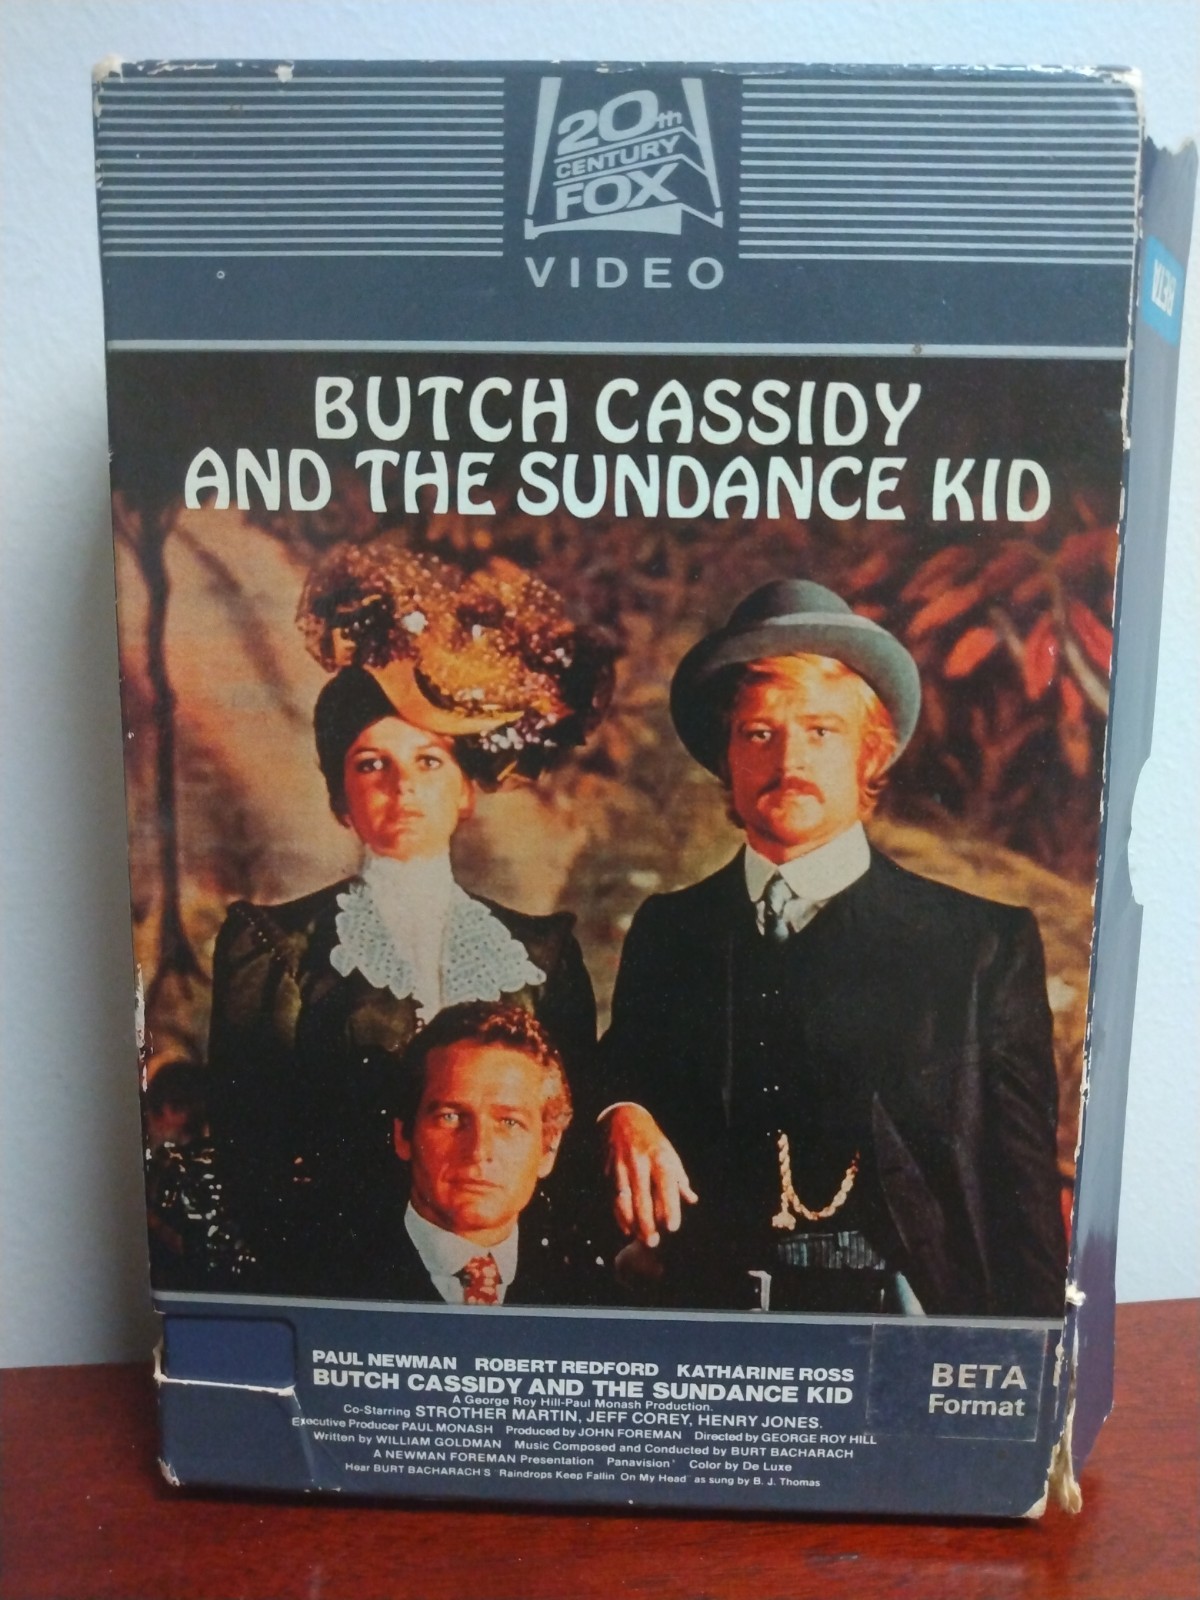 20th
CENTURY
FOX
VIDEO
BETA
BUTCH CASSIDY
AND THE SUNDANCE KID
PAUL NEWMAN ROBERT REDFORD KATHARINE ROSS
BUTCH CASSIDY AND THE SUNDANCE KID
A George Roy Hill-Paul Monash Production.
Co-Starring STROTHER MARTIN, JEFF COREY, HENRY JONES.
Executive Producer PAUL MONASH Produced by JOHN FOREMAN Directed by GEORGE ROY HILL
Written by WILLIAM GOLDMAN Music Composed and Conducted by BURT BACHARACH
A NEWMAN FOREMAN Presentation Panavision® Color by De Luxe
Hear BURT BACHARACH'S "Raindrops Keep Fallin' On My Head" as sung by B. J. Thomas
BETA
Format